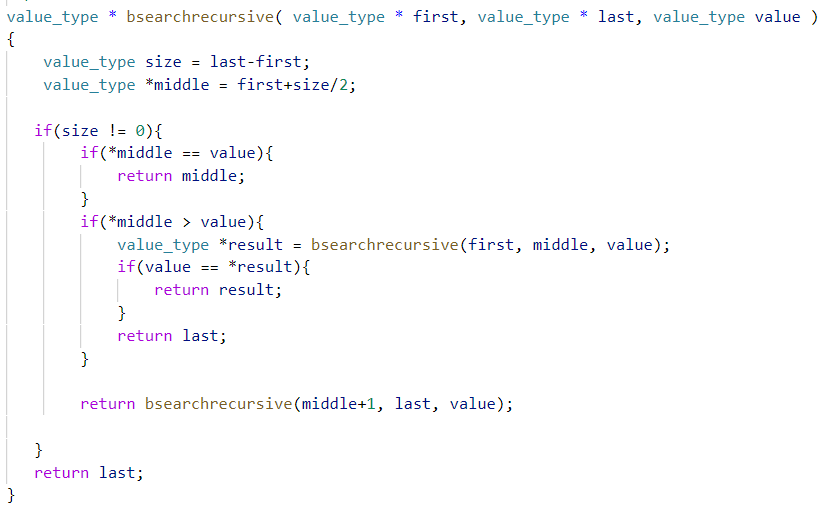 value_type * bsearchrecursive( value_type * first, value_type * last, value_type value )
{
    value_type size = last-first;
    value_type *middle = first+size/2;

   if(size != 0){
        if(*middle == value){
            return middle;
        }
        if(*middle > value){
            value_type *result = bsearchrecursive(first, middle, value);
            if(value == *result){
                return result;
            }
            return last;
        }

        return bsearchrecursive(middle+1, last, value);

   }
   return last;
}